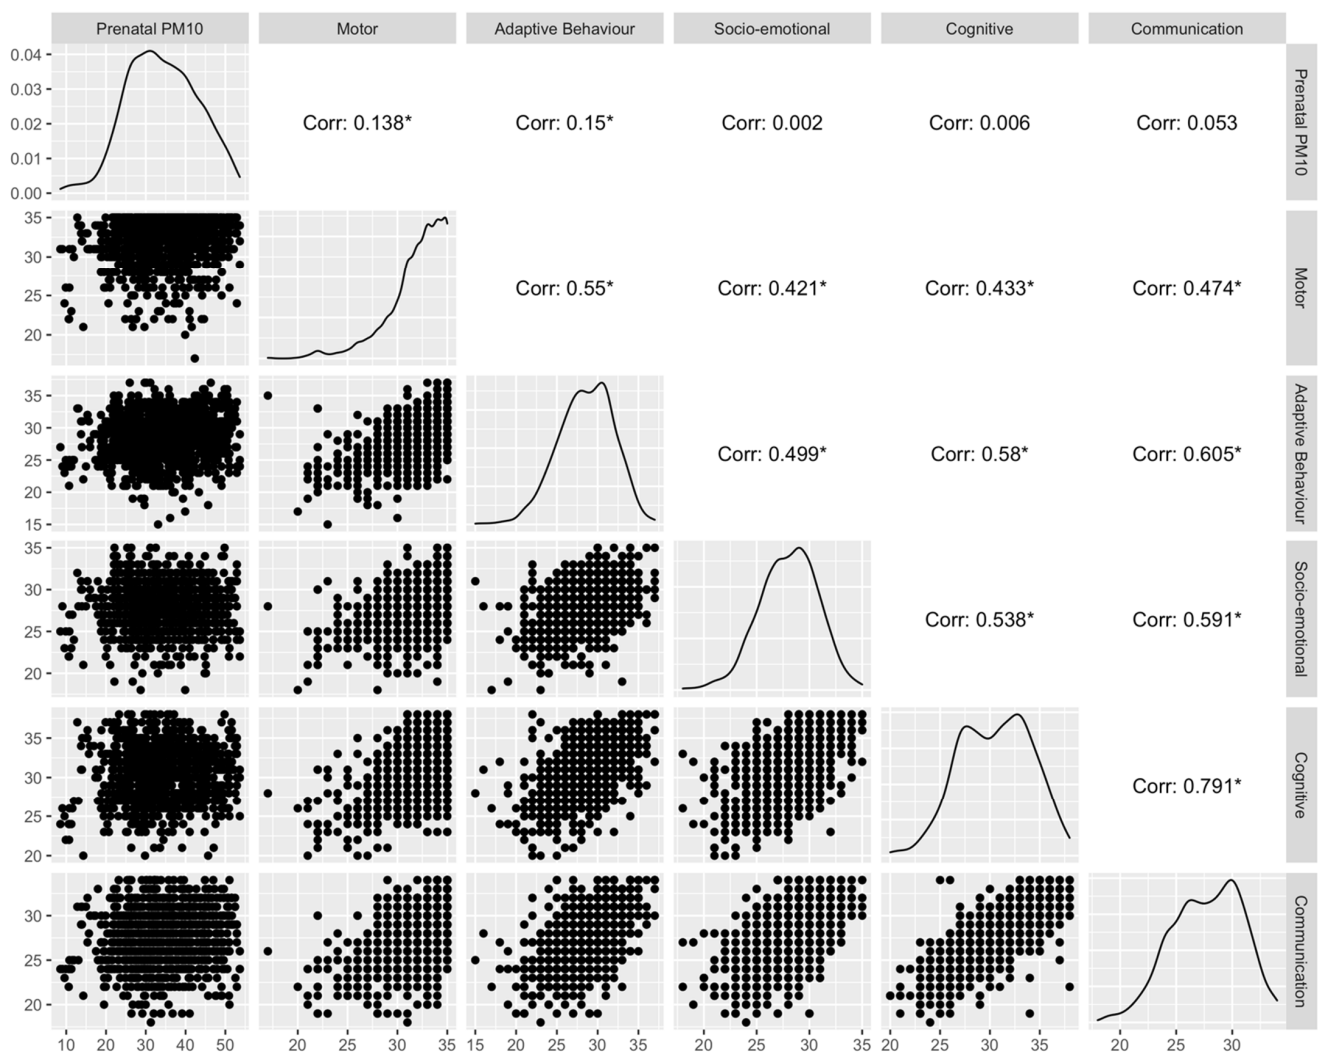 Prenatal PM10 Motor Adaptive Behaviour Socio-emotional Cognitive Communication
0.04
0.03
0.02
0.01
0.00
Corr: 0.138* Corr: 0.15* Corr: 0.002 Corr: 0.006 Corr: 0.053
Prenatal PM10
35
30
25
20
Corr: 0.55* Corr: 0.421* Corr: 0.433* Corr: 0.474*
Motor
35
30
25
20
15
Corr: 0.499* Corr: 0.58* Corr: 0.605*
Adaptive Behaviour
35
30
25
20
Corr: 0.538* Corr: 0.591*
Socio-emotional
35
30
25
20
Corr: 0.791*
Cognitive
30
25
20
Communication
10 20 30 40 50 20 25 30 35 15 20 25 30 35 20 25 30 35 20 25 30 35 20 25 30